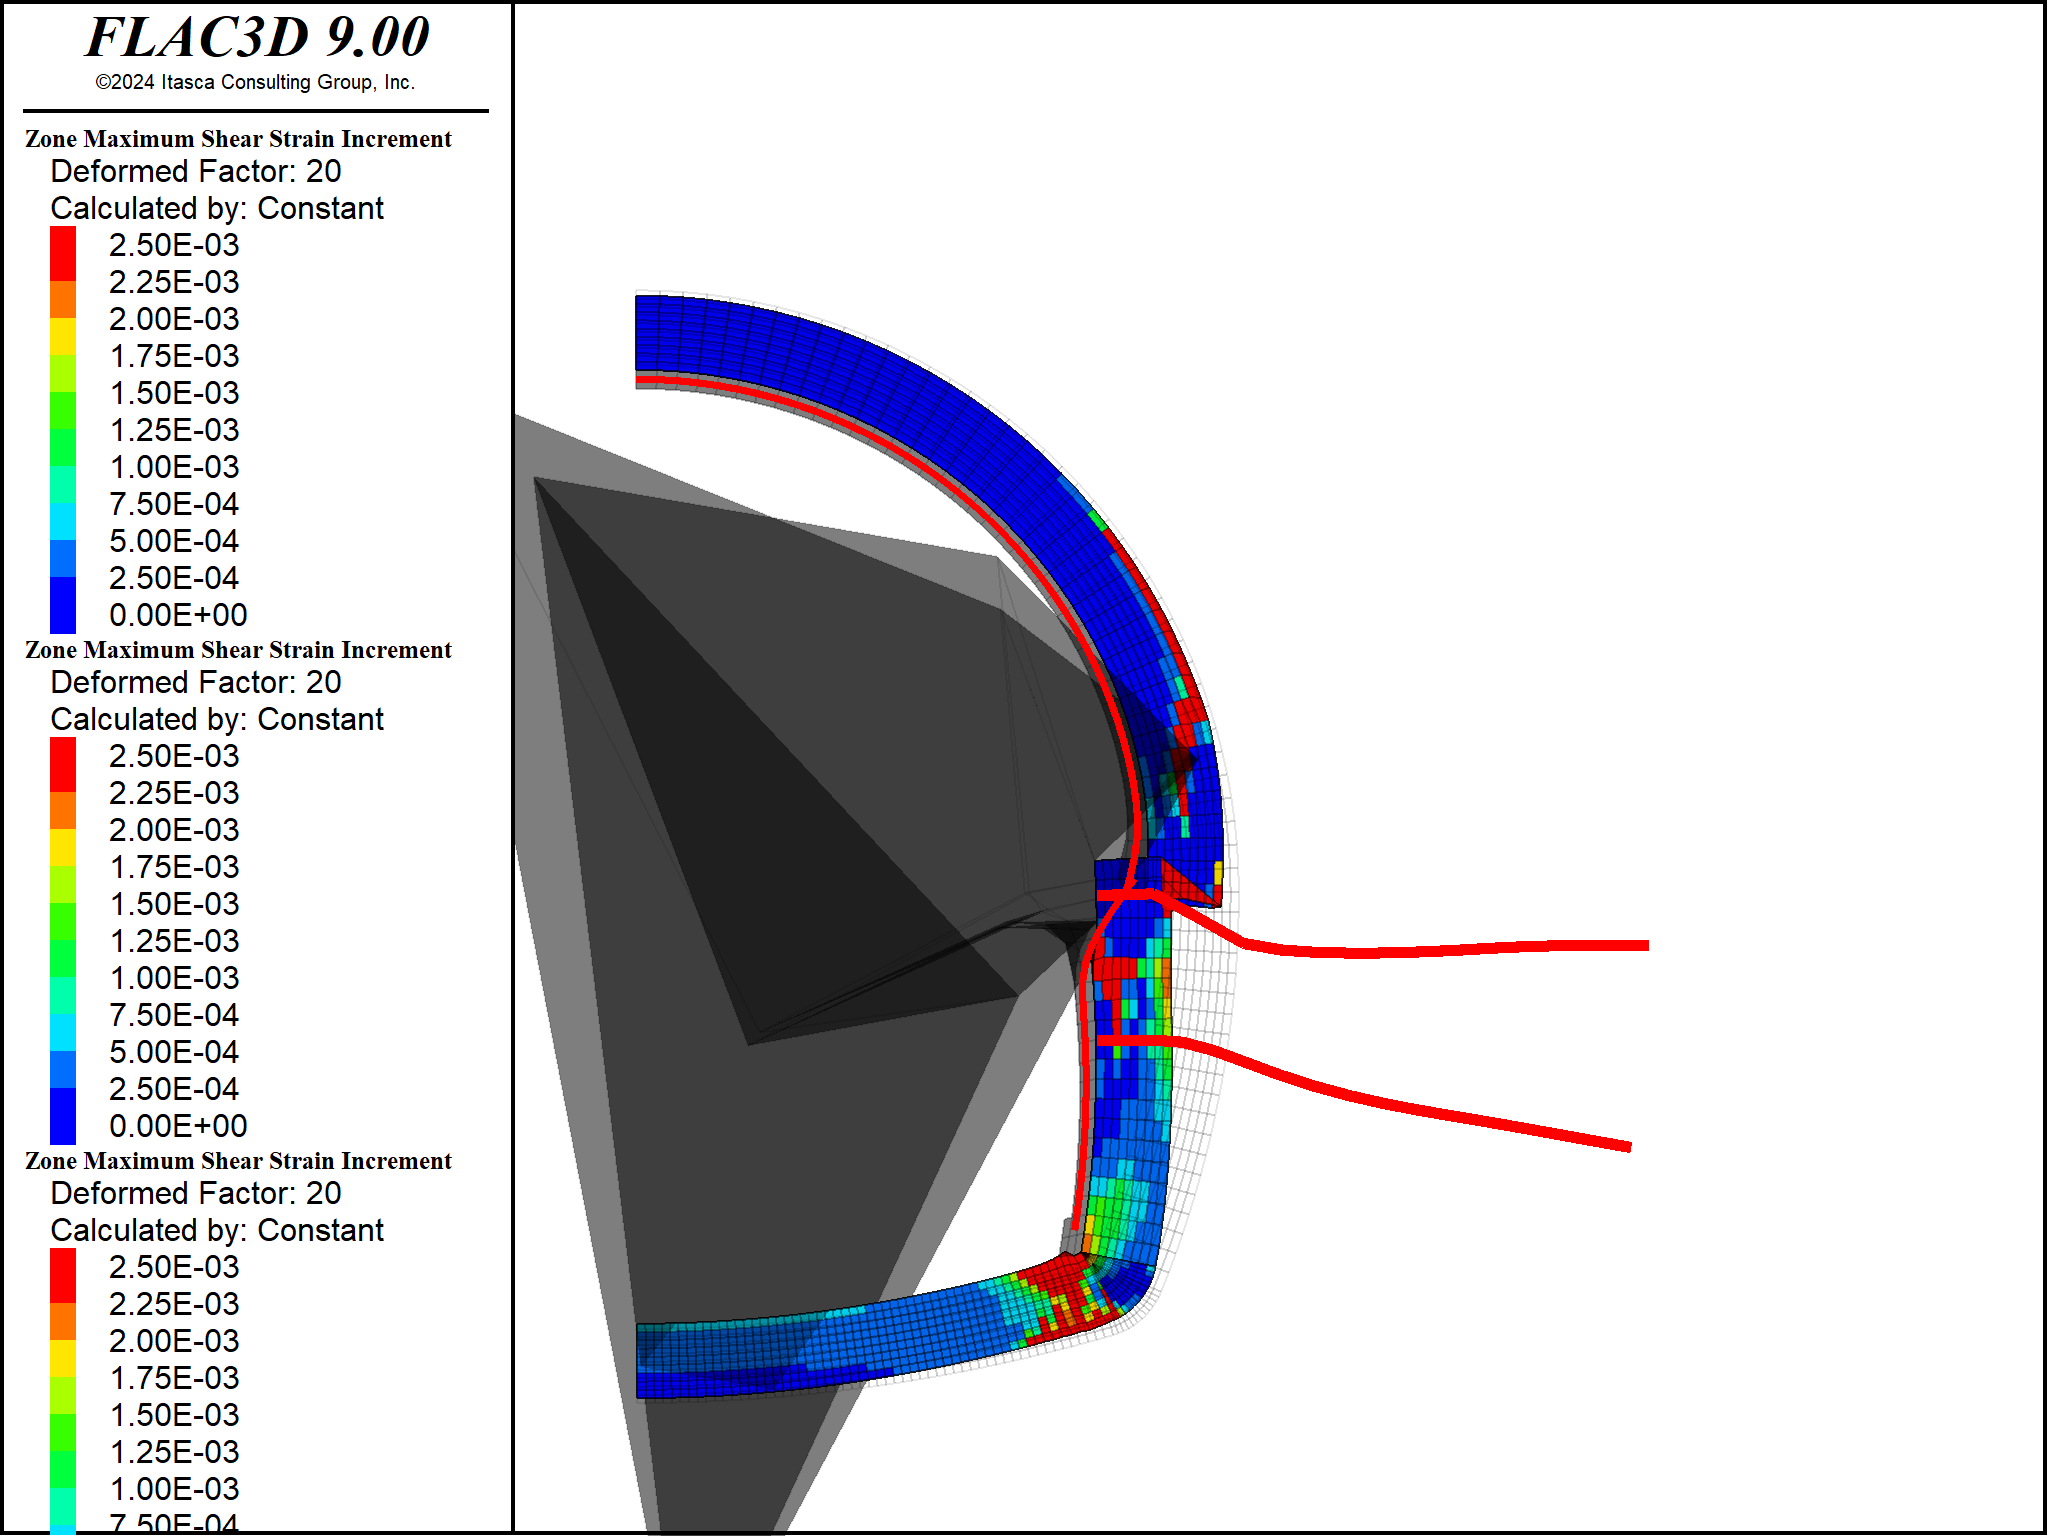 FLAC3D 9.00
©2024 Itasca Consulting Group, Inc.
Zone Maximum Shear Strain Increment
Deformed Factor: 20
Calculated by: Constant
2.50E-03
2.25E-03
2.00E-03
1.75E-03
1.50E-03
1.25E-03
1.00E-03
7.50E-04
5.00E-04
2.50E-04
0.00E+00
Zone Maximum Shear Strain Increment
Deformed Factor: 20
Calculated by: Constant
2.50E-03
2.25E-03
2.00E-03
1.75E-03
1.50E-03
1.25E-03
1.00E-03
7.50E-04
5.00E-04
2.50E-04
0.00E+00
Zone Maximum Shear Strain Increment
Deformed Factor: 20
Calculated by: Constant
2.50E-03
2.25E-03
2.00E-03
1.75E-03
1.50E-03
1.25E-03
1.00E-03
7.50E-04